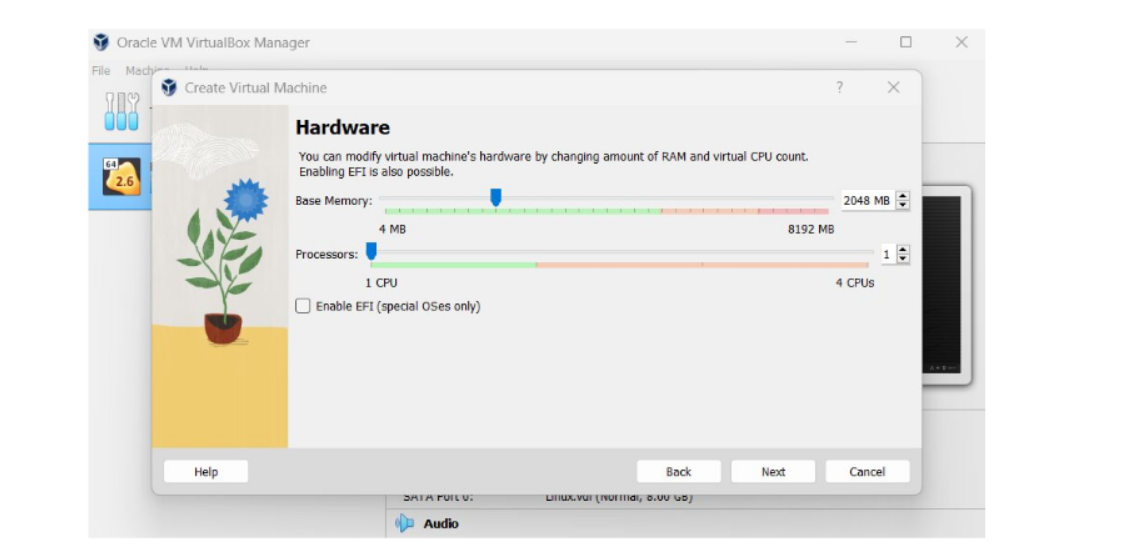 Oracle VM VirtualBox Manager
File Machine Help
Create Virtual Machine ?
64
2.6
Hardware
You can modify virtual machine's hardware by changing amount of RAM and virtual CPU count.
Enabling EFI is also possible.
Base Memory: 2048 MB
4 MB 8192 MB
Processors: 1
1 CPU 4 CPUs
Enable EFI (special OSes only)
Help Back Next Cancel
SATA Port 0: Linux.vdi (Normal, 8.00 GB)
Audio